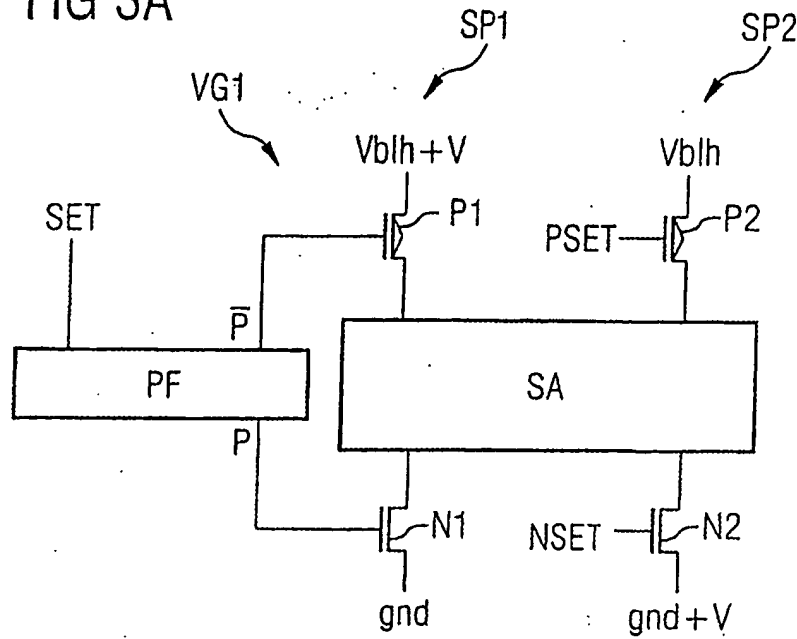 FIG 3A
SP1
SP2
VG1
Vblh+V
Vblh
SET
P1
PSET
P2
P̅
PF
SA
P
N1
NSET
N2
gnd
gnd+V